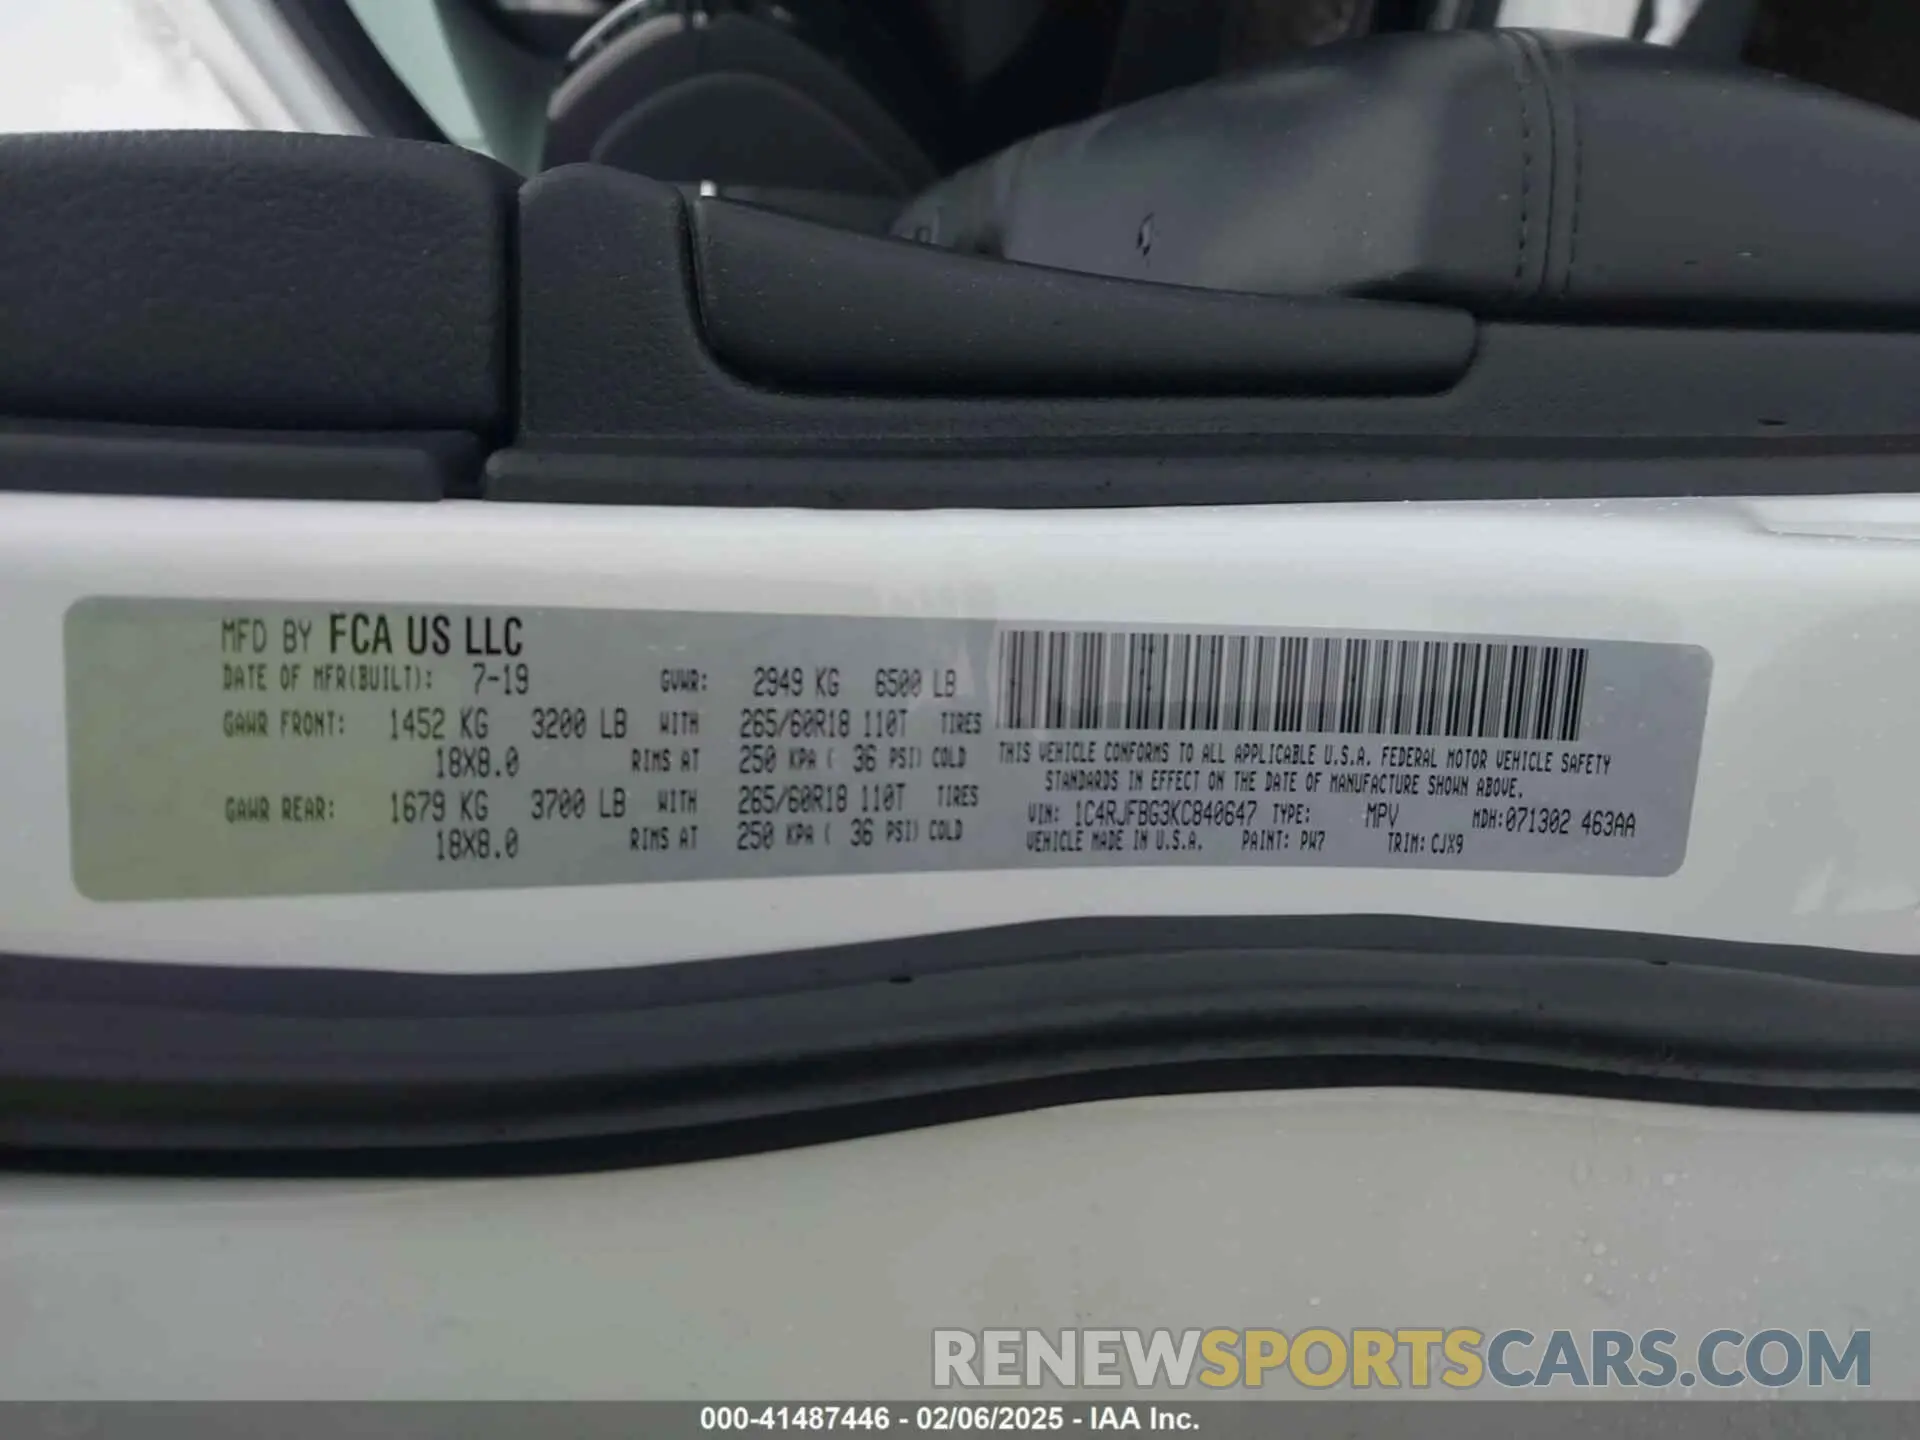 MFD BY FCA US LLC
DATE OF MFR(BUILT): 7-19 GVWR: 2949 KG 6500 LB
GAWR FRONT: 1452 KG 3200 LB WITH 265/60R18 110T TIRES
18X8.0 RIMS AT 250 KPA ( 36 PSI) COLD
GAWR REAR: 1679 KG 3700 LB WITH 265/60R18 110T TIRES
18X8.0 RIMS AT 250 KPA ( 36 PSI) COLD
THIS VEHICLE CONFORMS TO ALL APPLICABLE U.S.A. FEDERAL MOTOR VEHICLE SAFETY
STANDARDS IN EFFECT ON THE DATE OF MANUFACTURE SHOWN ABOVE.
VIN: 1C4RJFBG3KC840647 TYPE: MPV MDH:071302 463AA
VEHICLE MADE IN U.S.A. PAINT: PW7 TRIM: CJX9
RENEWSPORTSCARS.COM
000-41487446 - 02/06/2025 - IAA Inc.